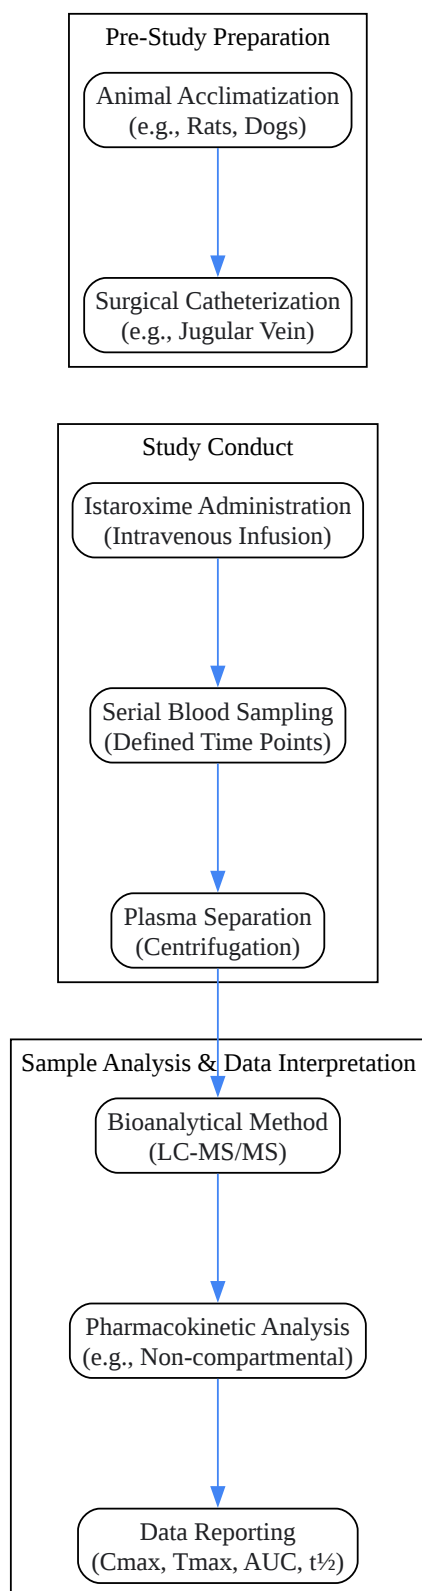 Pre-Study Preparation
Animal Acclimatization
(e.g., Rats, Dogs)
Surgical Catheterization
(e.g., Jugular Vein)
Study Conduct
Istaroxime Administration
(Intravenous Infusion)
Serial Blood Sampling
(Defined Time Points)
Plasma Separation
(Centrifugation)
Sample Analysis & Data Interpretation
Bioanalytical Method
(LC-MS/MS)
Pharmacokinetic Analysis
(e.g., Non-compartmental)
Data Reporting
(Cmax, Tmax, AUC, t½)